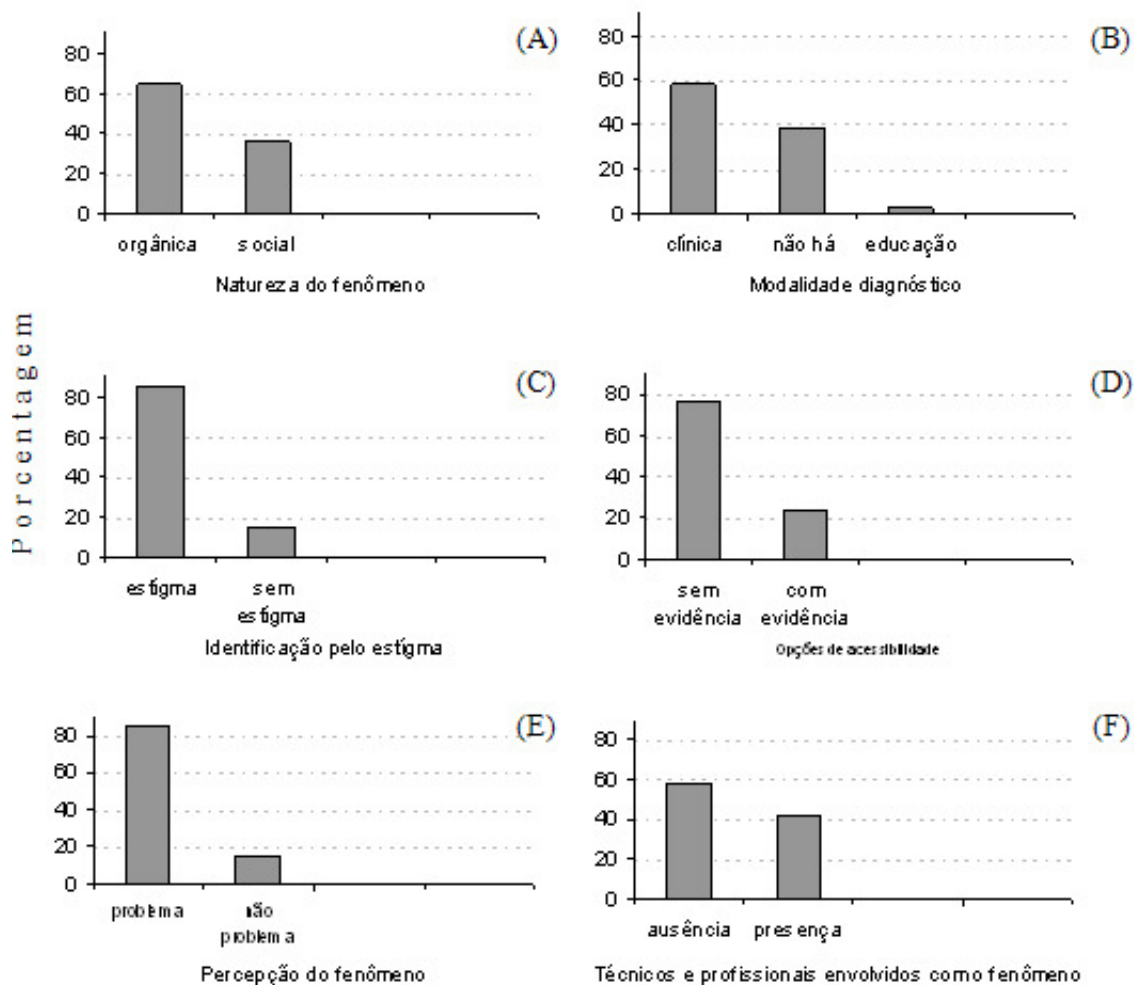 (A)
80
60
40
20
0
orgânica social
Natureza do fenômeno
(B)
80
60
40
20
0
clínica não há educação
Modalidade diagnóstico
Porcentagem
(C)
80
60
40
20
0
estígma sem
estígma
Identificação pelo estígma
(D)
80
60
40
20
0
sem com
evidência evidência
Opções de acessibilidade
(E)
80
60
40
20
0
problema não
problema
Percepção do fenômeno
(F)
80
60
40
20
0
ausência presença
Técnicos e profissionais envolvidos como fenômeno